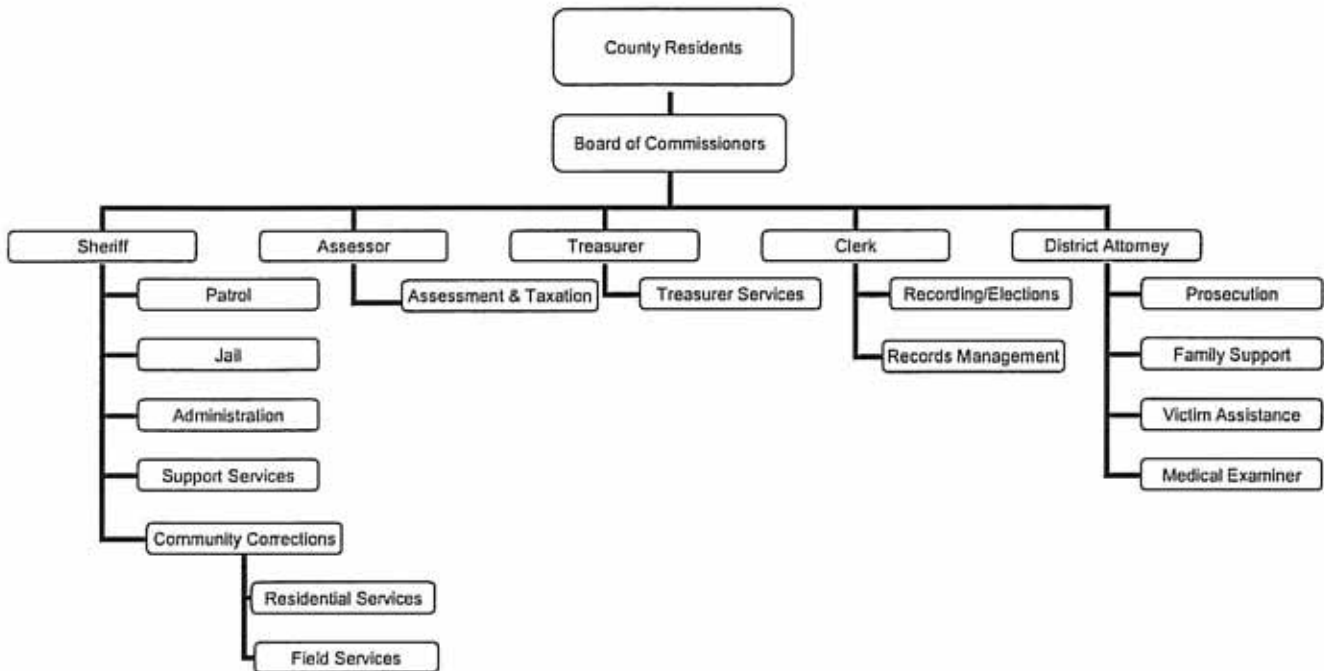 County Residents
Board of Commissioners
Sheriff
Assessor
Treasurer
Clerk
District Attorney
Patrol
Assessment & Taxation
Treasurer Services
Recording/Elections
Prosecution
Jail
Records Management
Family Support
Administration
Victim Assistance
Support Services
Medical Examiner
Community Corrections
Residential Services
Field Services